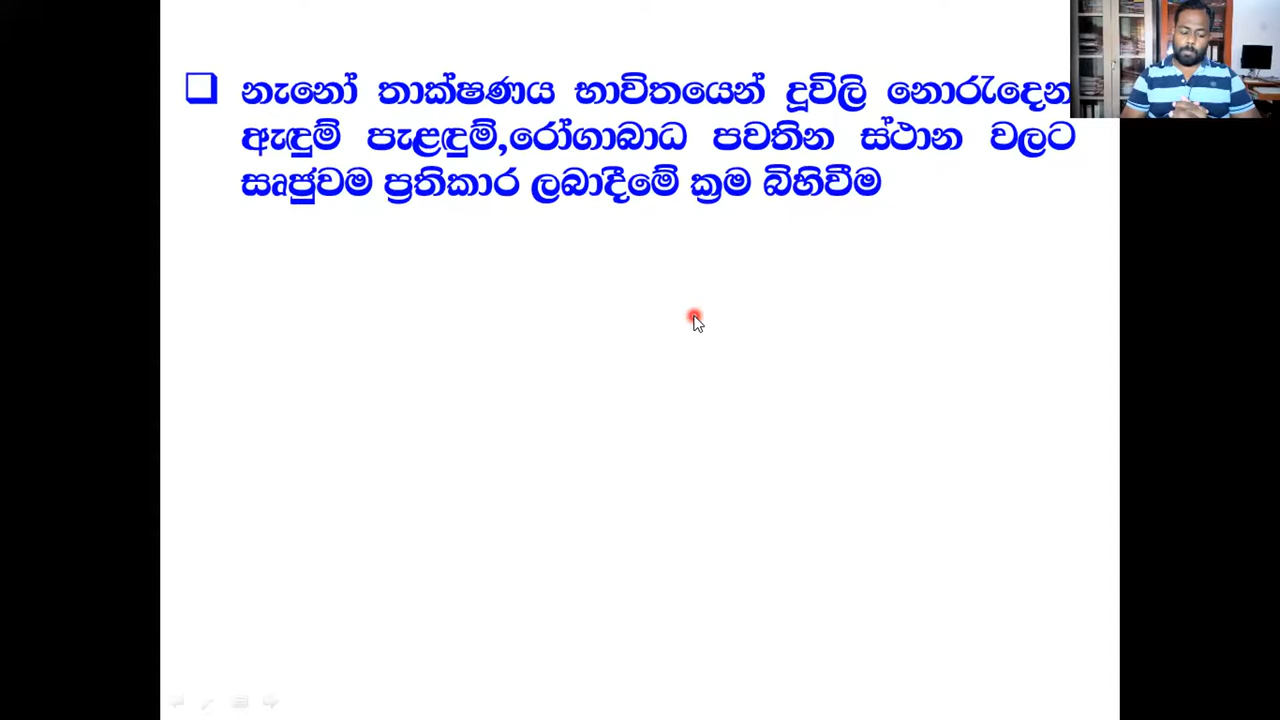 නැනෝ තාක්ෂණය භාවිතයෙන් දූවිලි නොරැදෙන
ඇඳුම් පැළඳුම්,රෝගාබාධ පවතින ස්ථාන වලට
සෘජුවම ප්‍රතිකාර ලබාදීමේ ක්‍රම බිහිවීම